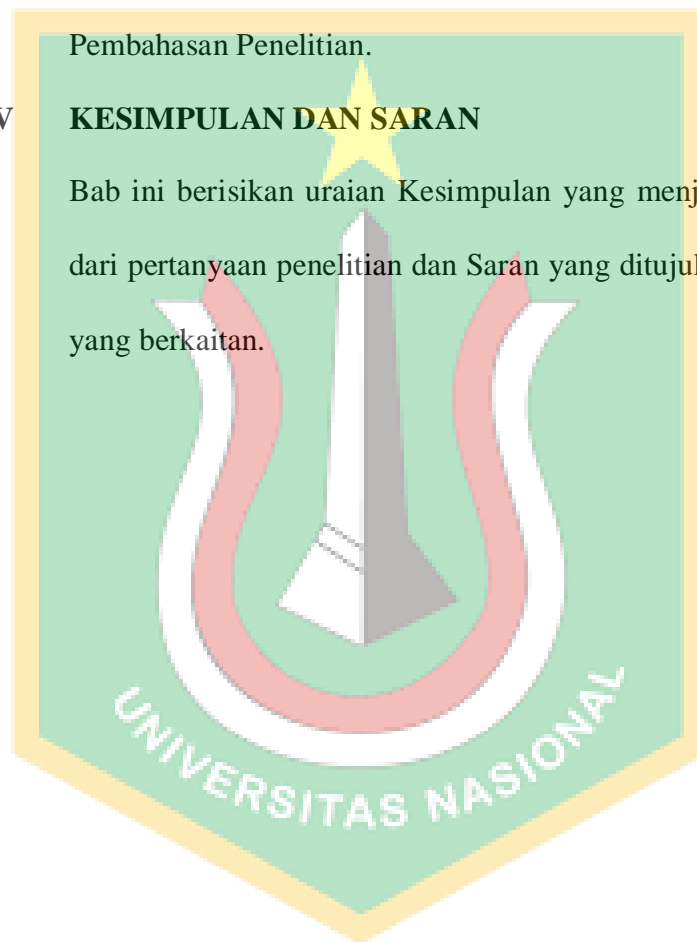 Pembahasan Penelitian.
V KESIMPULAN DAN SARAN
Bab ini berisikan uraian Kesimpulan yang
dari pertanyaan penelitian dan Saran yang
yang berkaitan.
UNIVERSITAS NASIONAL